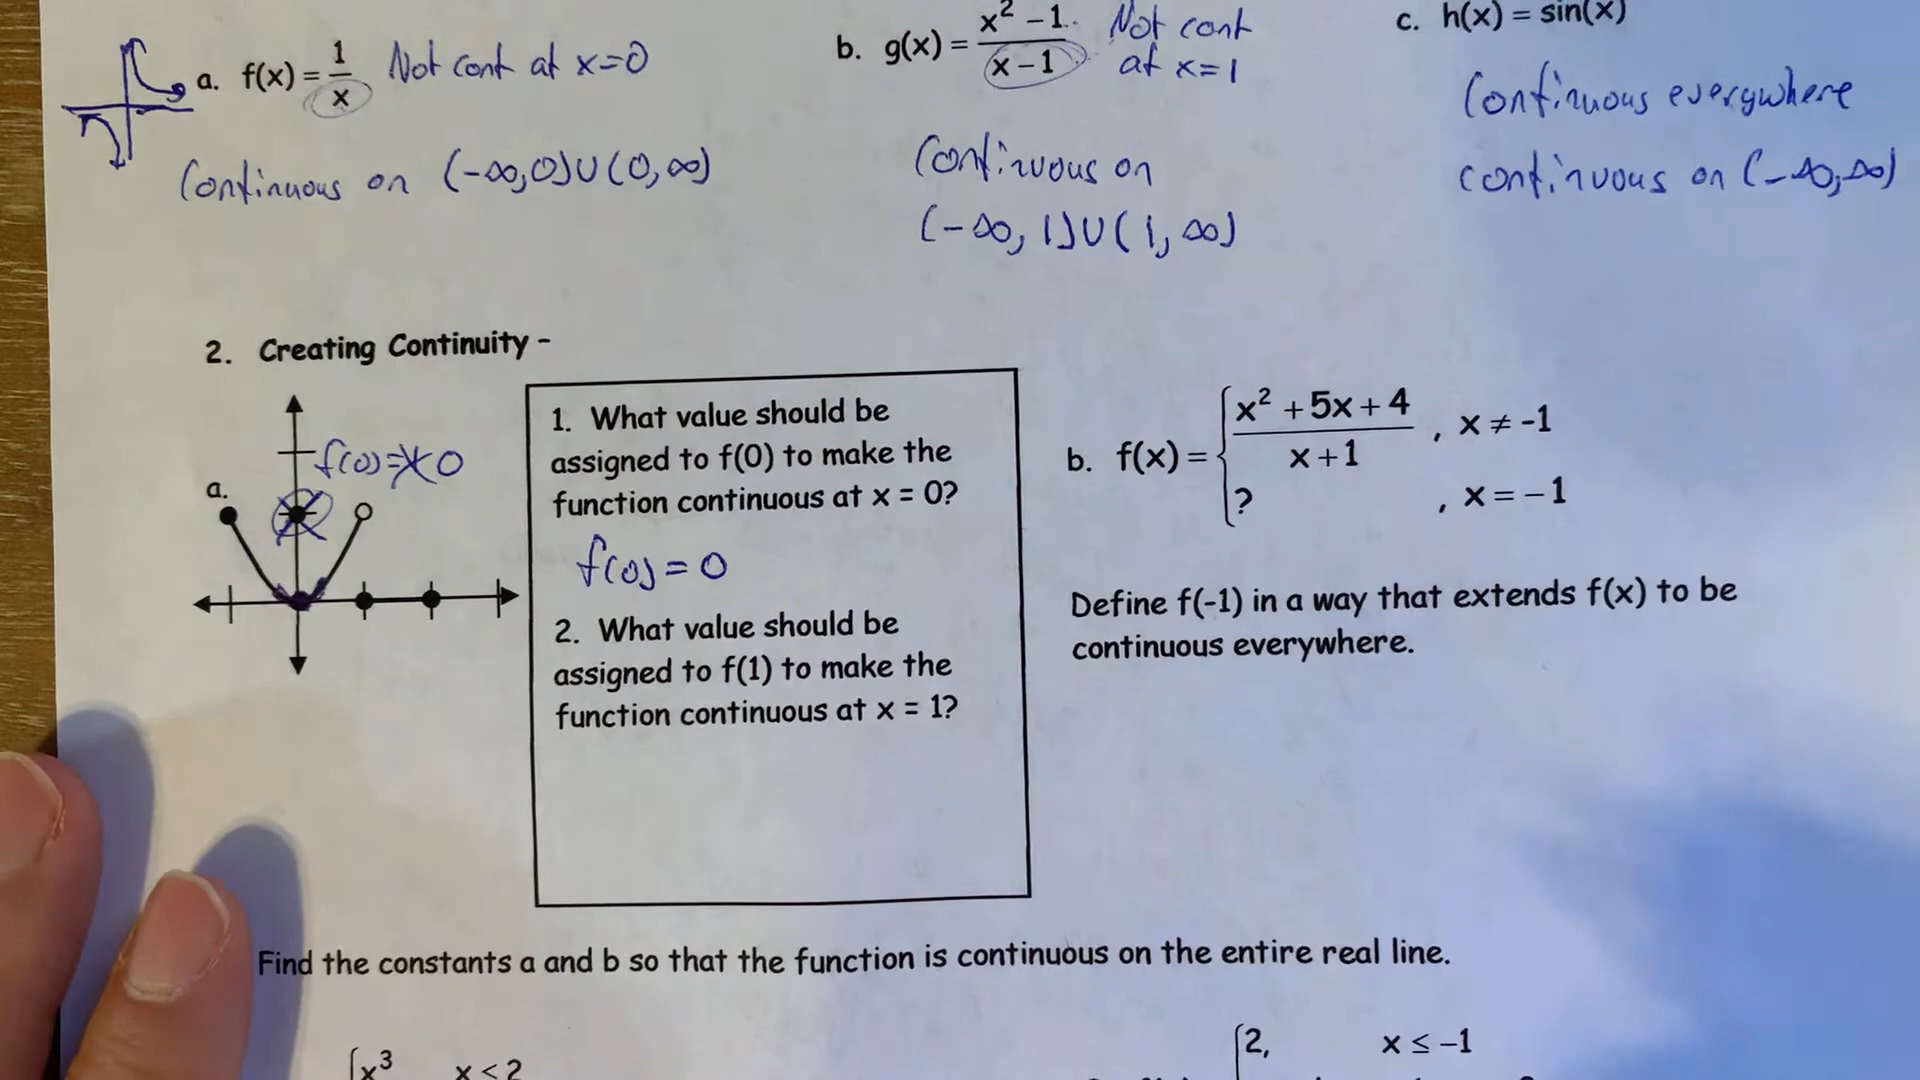 a. f(x) = 1/x Not cont at x=0
Continuous on (-∞,0)∪(0,∞)
b. g(x) = x² - 1 / x - 1 Not cont
at x=1
Continuous on
(-∞, 1)∪(1, ∞)
c. h(x) = sin(x)
Continuous everywhere
continuous on (-∞,∞)
2. Creating Continuity -
a.
f(0)= 0
1. What value should be
assigned to f(0) to make the
function continuous at x = 0?
f(0) = 0
2. What value should be
assigned to f(1) to make the
function continuous at x = 1?
b. f(x) = { x² + 5x + 4 / x + 1 , x ≠ -1
? , x = -1
Define f(-1) in a way that extends f(x) to be
continuous everywhere.
Find the constants a and b so that the function is continuous on the entire real line.
x³ x < 2
2, x ≤ -1